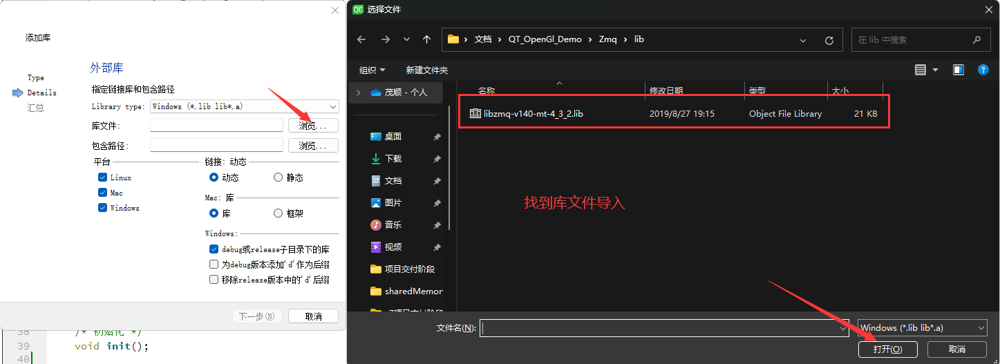 添加库
Type
Details
汇总
外部库
指定链接库和包含路径
Library type: Windows (*.lib lib*.a)
库文件: 浏览...
包含路径: 浏览...
平台
Linux
Mac
Windows
链接: 动态
动态 静态
Mac: 库
库 框架
Windows:
debug或release子目录下的库
为debug版本添加'd'作为后缀
移除release版本中的'd'后缀
下一步(N) 取消
38 /* 初始化 */
39 void init();
40
QC 选择文件
文档 QT_OpenGl_Demo Zmq lib
在 lib 中搜索
组织 新建文件夹
?
茂顺 - 个人
桌面
下载
文档
图片
音乐
视频
项目交付阶段
sharedMemor
名称 修改日期 类型 大小
libzmq-v140-mt-4_3_2.lib 2019/8/27 19:15 Object File Library 21 KB
找到库文件导入
文件名(N): Windows (*.lib lib*.a)
打开(O) 取消